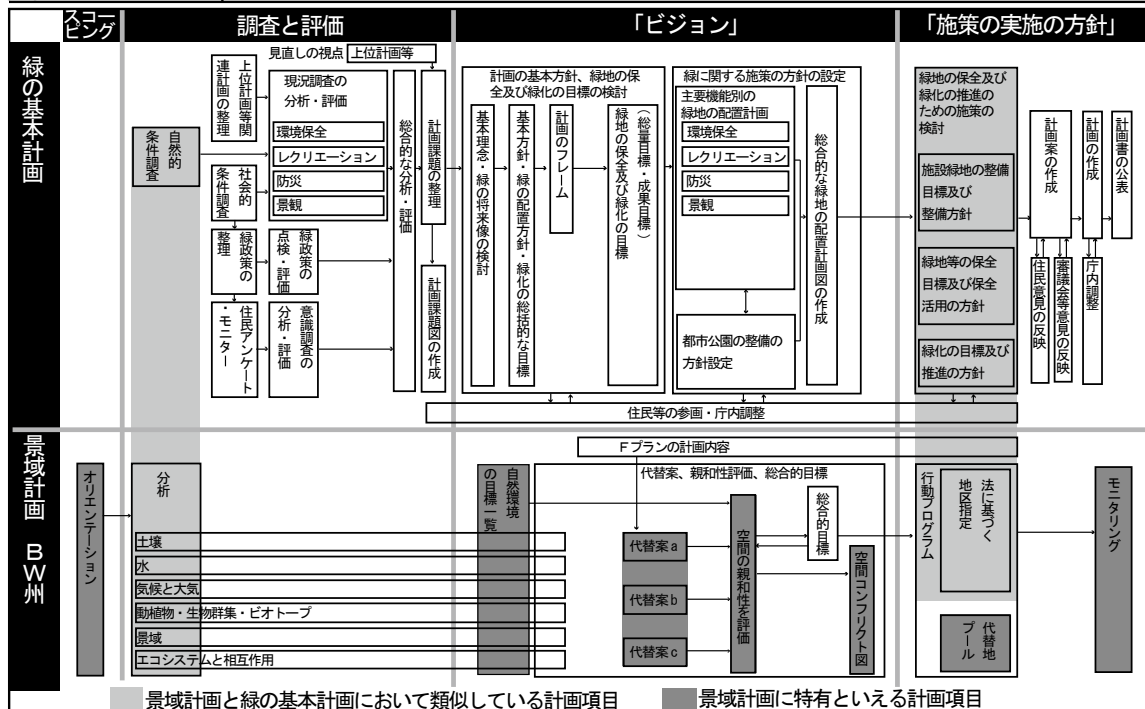 スコーピング
調査と評価
「ビジョン」
「施策の実施の方針」
緑の基本計画
見直しの視点
上位計画等
上位計画等関連計画の整理
自然的条件調査
社会的条件調査
緑政策の整理
住民アンケート・モニター
現況調査の分析・評価
環境保全
レクリエーション
防災
景観
緑政策の点検・評価
意識調査の分析・評価
総合的な分析・評価
計画課題の整理
計画課題図の作成
計画の基本方針、緑地の保全及び緑化の目標の検討
基本理念・緑の将来像の検討
基本方針・緑の配置方針・緑化の総括的な目標
計画のフレーム
緑地の保全及び緑化の目標
(総量目標・成果目標)
緑に関する施策の方針の設定
主要機能別の緑地の配置計画
環境保全
レクリエーション
防災
景観
都市公園の整備の方針設定
総合的な緑地の配置計画図の作成
緑地の保全及び緑化の推進のための施策の検討
施設緑地の整備目標及び整備方針
緑地等の保全目標及び保全活用の方針
緑化の目標及び推進の方針
計画案の作成
計画の作成
計画書の公表
住民意見の反映
審議会等意見の反映
庁内調整
住民等の参画・庁内調整
景域計画 BW州
オリエンテーション
分析
土壌
水
気候と大気
動植物・生物群集・ビオトープ
景域
エコシステムと相互作用
自然環境の目標一覧
Fプランの計画内容
代替案、親和性評価、総合的目標
代替案a
代替案b
代替案c
空間の親和性を評価
総合的目標
空間コンフリクト図
行動プログラム
法に基づく地区指定
代替地プール
モニタリング
景域計画と緑の基本計画において類似している計画項目
景域計画に特有といえる計画項目